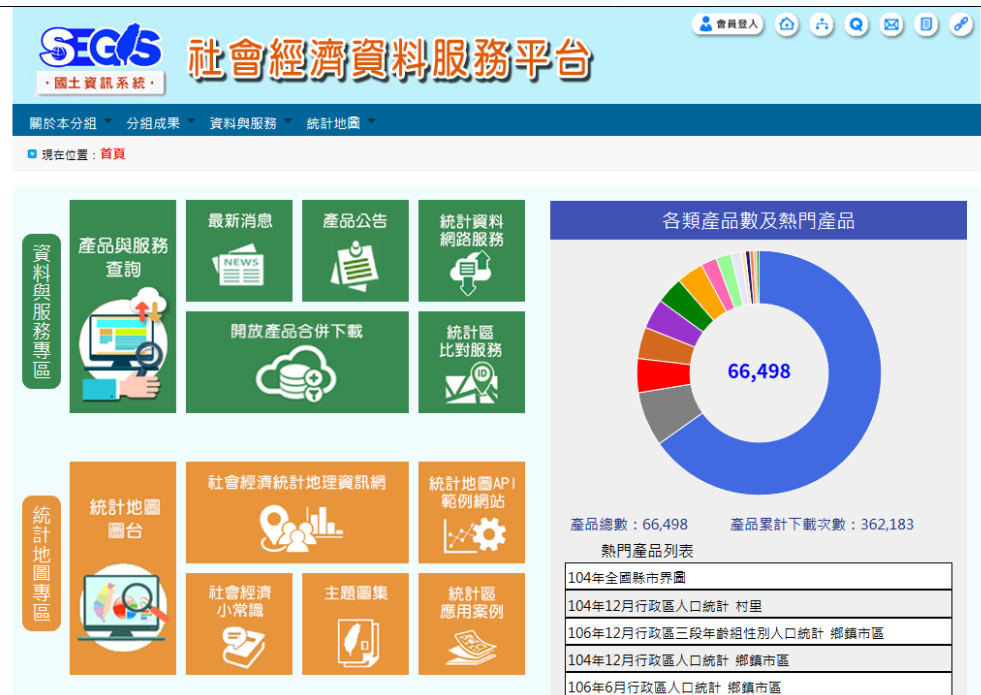 會員登入
SEGIS
・國土資訊系統・
社會經濟資料服務平台
關於本分組
分組成果
資料與服務
統計地圖
現在位置：首頁
資料與服務專區
產品與服務
查詢
最新消息
NEWS
產品公告
統計資料
網路服務
開放產品合併下載
統計區
比對服務
ID
統計地圖專區
統計地圖
圖台
社會經濟統計地理資訊網
統計地圖API
範例網站
社會經濟
小常識
主題圖集
統計區
應用案例
各類產品數及熱門產品
66,498
產品總數：66,498
產品累計下載次數：362,183
熱門產品列表
104年全國縣市界圖
104年12月行政區人口統計_村里
106年12月行政區三段年齡組性別人口統計_鄉鎮市區
104年12月行政區人口統計_鄉鎮市區
106年6月行政區人口統計_鄉鎮市區